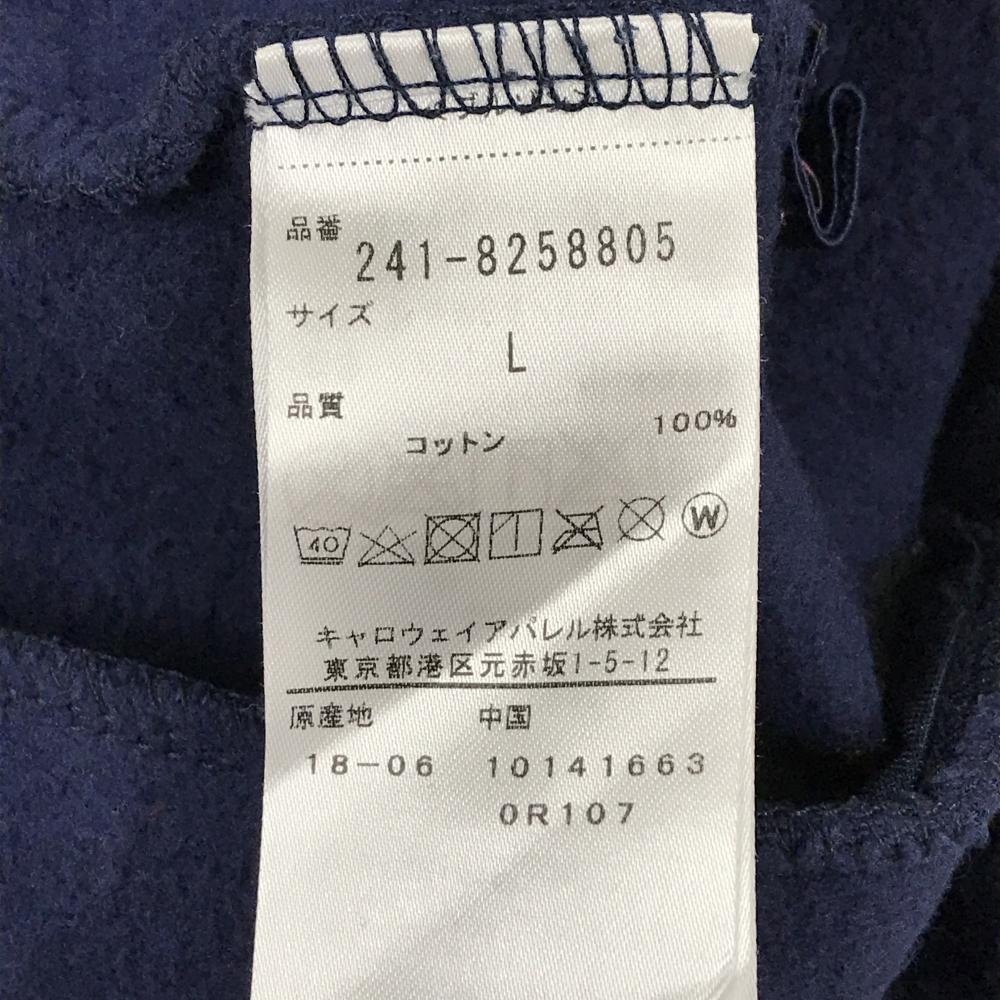 品番
241-8258805
サイズ
L
品質
コットン 100%
40 W
キャロウェイアパレル株式会社
東京都港区元赤坂1-5-12
原産地 中国
18-06 10141663
0R107